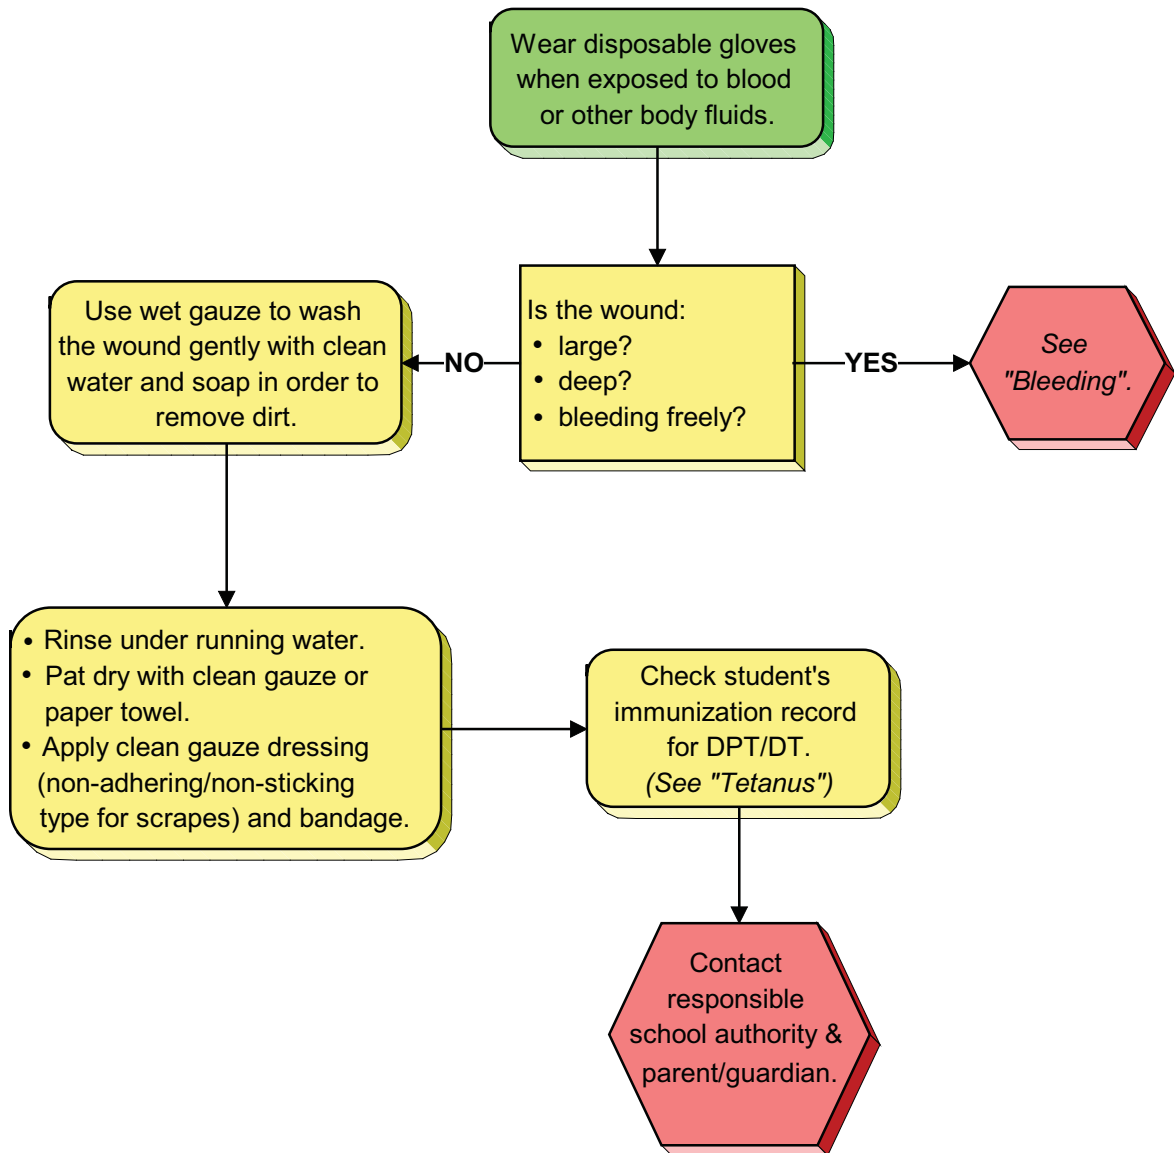 Wear disposable gloves
when exposed to blood
or other body fluids.
Is the wound:
• large?
• deep?
• bleeding freely?
NO
YES
See
"Bleeding".
Use wet gauze to wash
the wound gently with clean
water and soap in order to
remove dirt.
• Rinse under running water.
• Pat dry with clean gauze or
paper towel.
• Apply clean gauze dressing
(non-adhering/non-sticking
type for scrapes) and bandage.
Check student's
immunization record
for DPT/DT.
(See "Tetanus")
Contact
responsible
school authority &
parent/guardian.